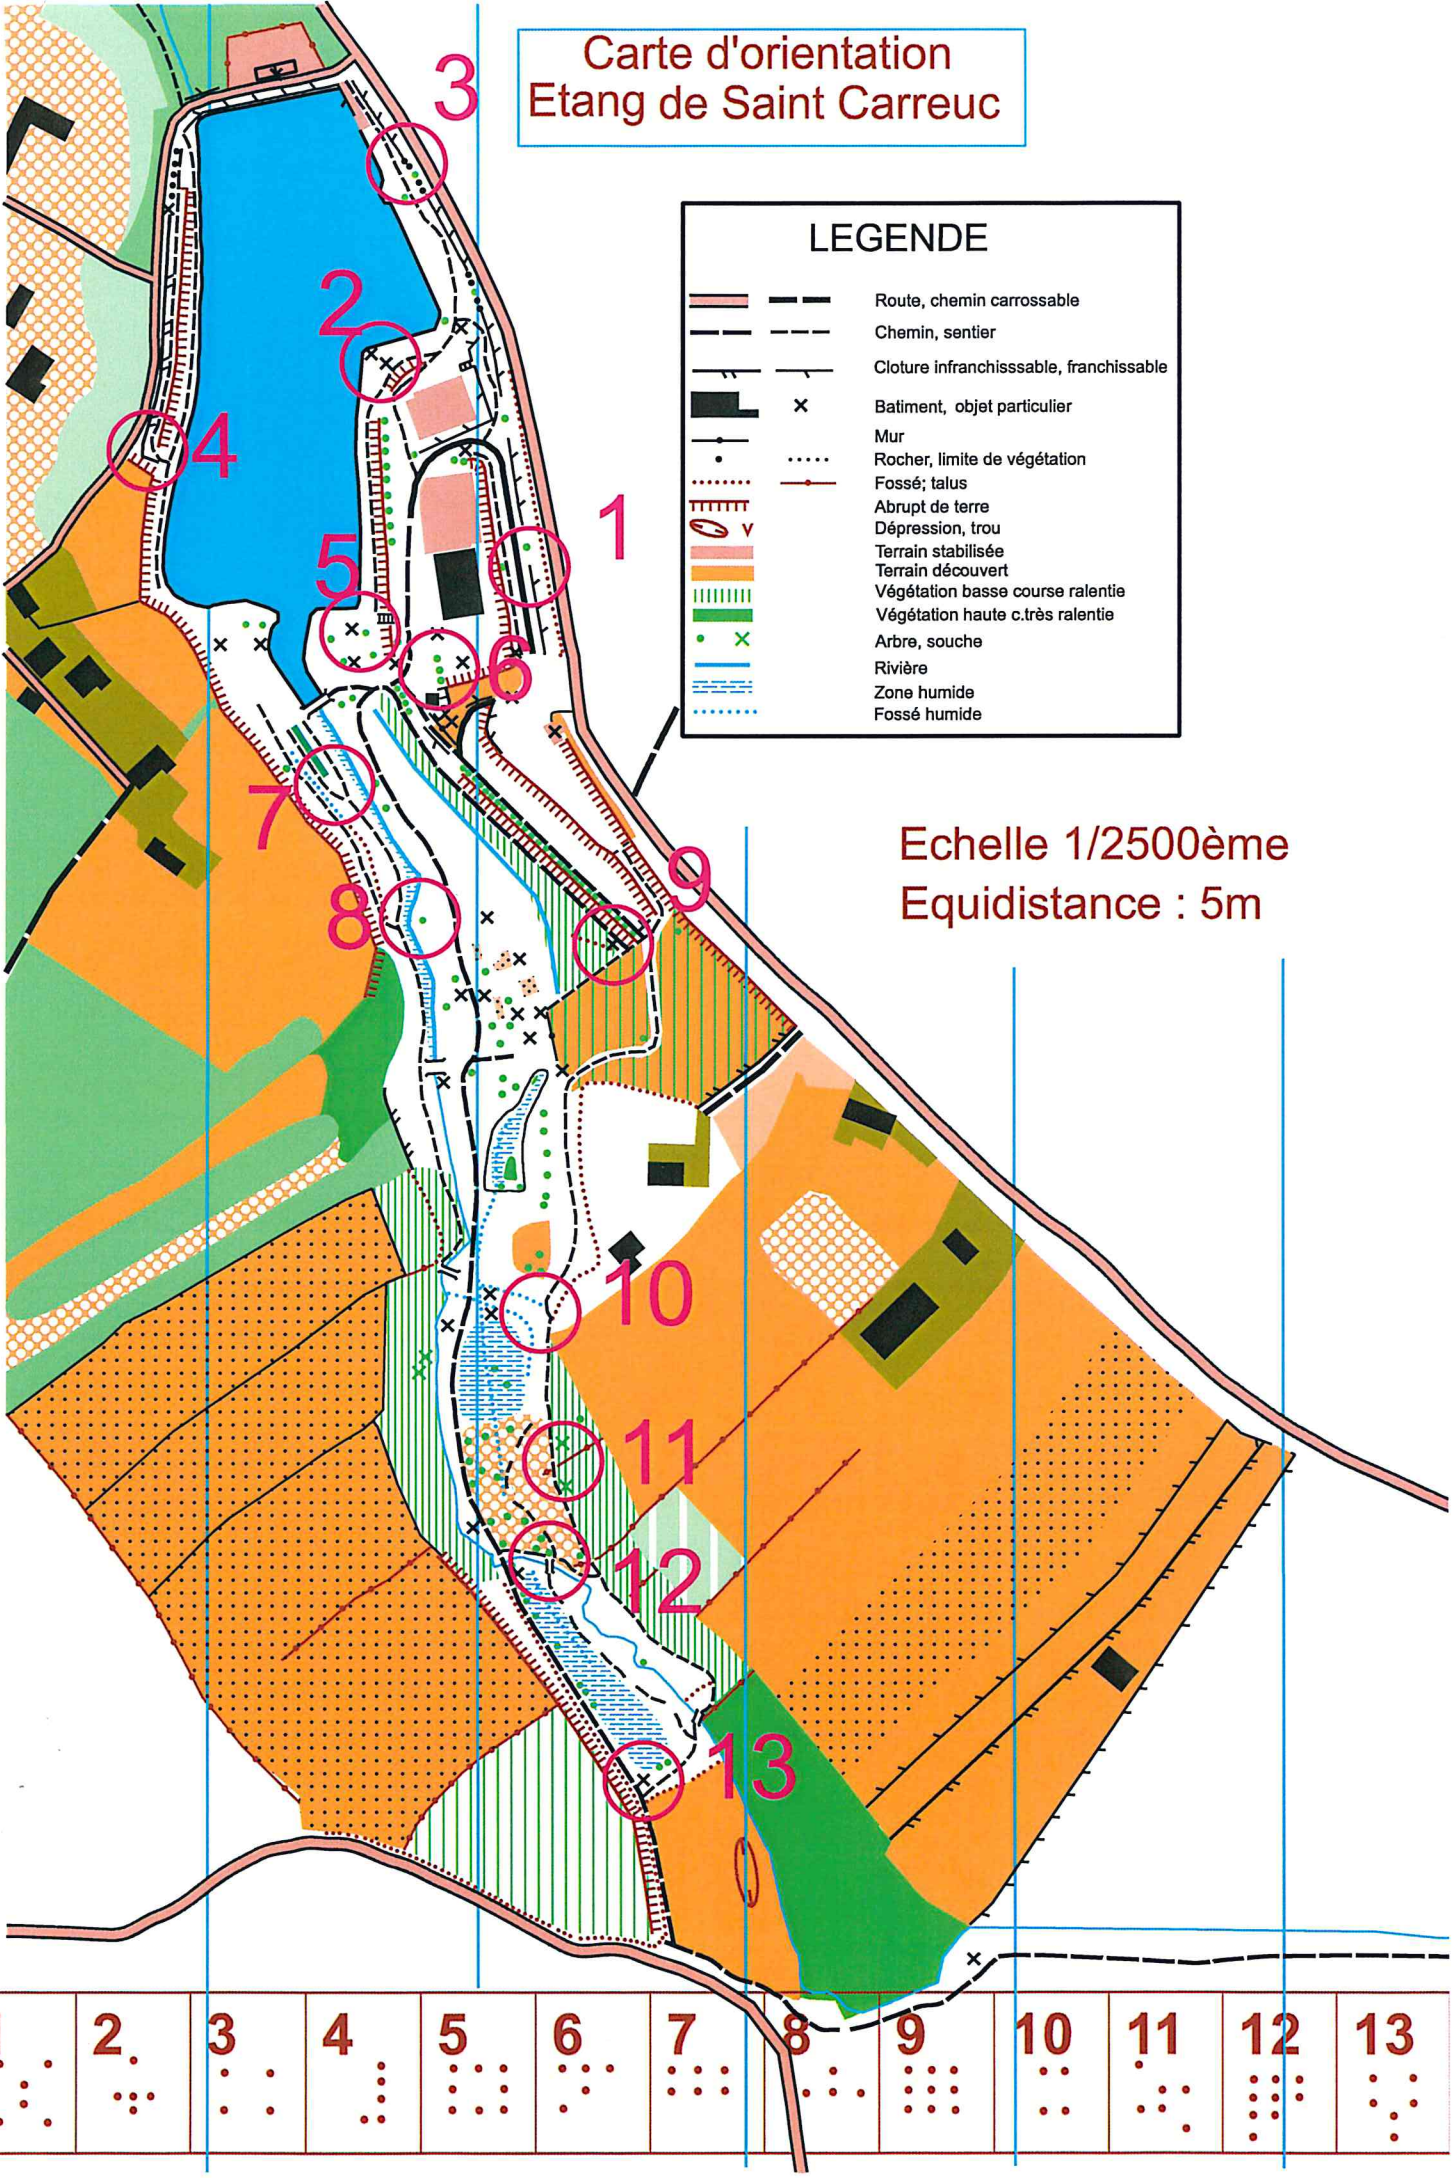 Carte d'orientation
Etang de Saint Carreuc
3
LEGENDE
Route, chemin carrossable
Chemin, sentier
Cloture infranchisssable, franchissable
Batiment, objet particulier
Mur
Rocher, limite de végétation
Fossé; talus
Abrupt de terre
Dépression, trou
Terrain stabilisée
Terrain découvert
Végétation basse course ralentie
Végétation haute c.très ralentie
Arbre, souche
Rivière
Zone humide
Fossé humide
2
4
1
5
6
7
Echelle 1/2500ème
Equidistance : 5m
9
8
10
11
12
13
2 3 4 5 6 7 8 9 10 11 12 13